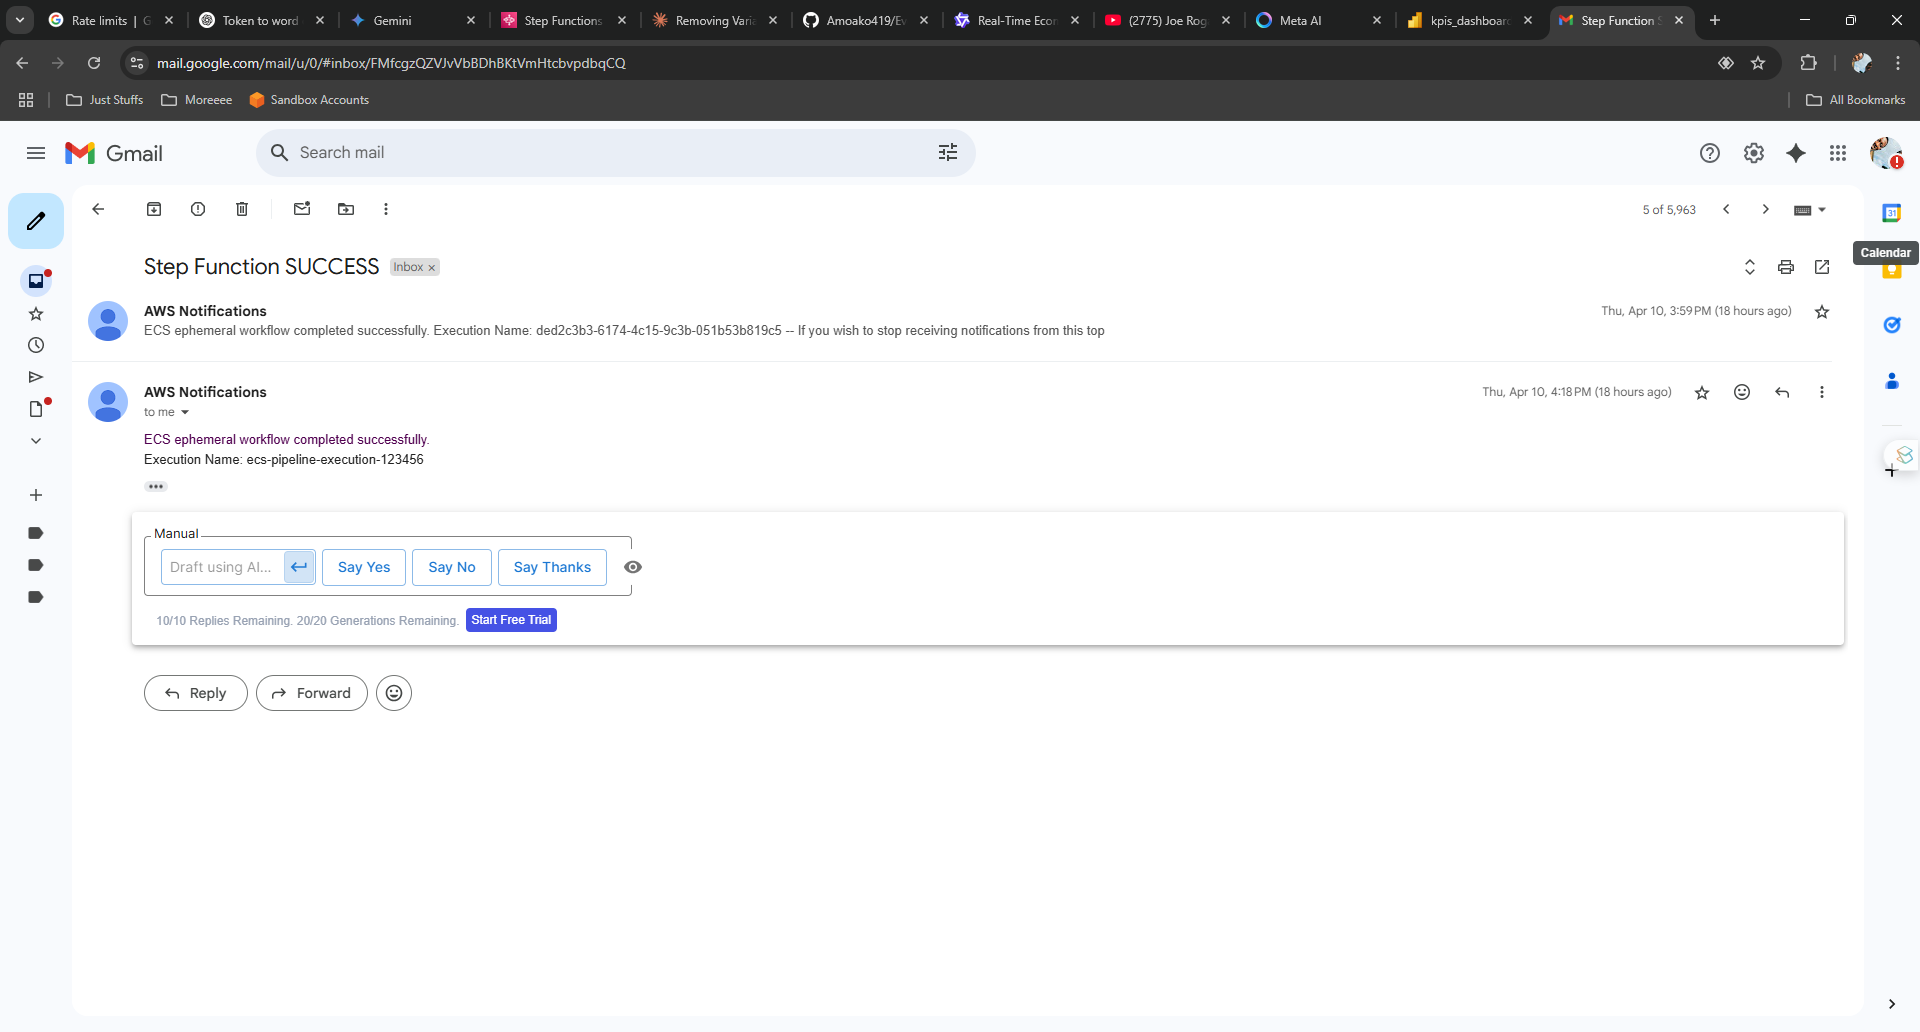 Rate limits | G
Token to word
Gemini
Step Functions
Removing Varia
Amoako419/Ev
Real-Time Econ
(2775) Joe Rog
Meta AI
kpis_dashboard
Step Function S
mail.google.com/mail/u/0/#inbox/FMfcgzQZVJvVbBDhBKtVmHtcbvpdbqCQ
Just Stuffs
Moreeee
Sandbox Accounts
All Bookmarks
Gmail
Search mail
5 of 5,963
31
Calendar
Step Function SUCCESS
Inbox x
AWS Notifications
Thu, Apr 10, 3:59 PM (18 hours ago)
ECS ephemeral workflow completed successfully. Execution Name: ded2c3b3-6174-4c15-9c3b-051b53b819c5 -- If you wish to stop receiving notifications from this top
AWS Notifications
Thu, Apr 10, 4:18 PM (18 hours ago)
to me
ECS ephemeral workflow completed successfully.
Execution Name: ecs-pipeline-execution-123456
Manual
Draft using AI...
Say Yes
Say No
Say Thanks
10/10 Replies Remaining. 20/20 Generations Remaining.
Start Free Trial
Reply
Forward